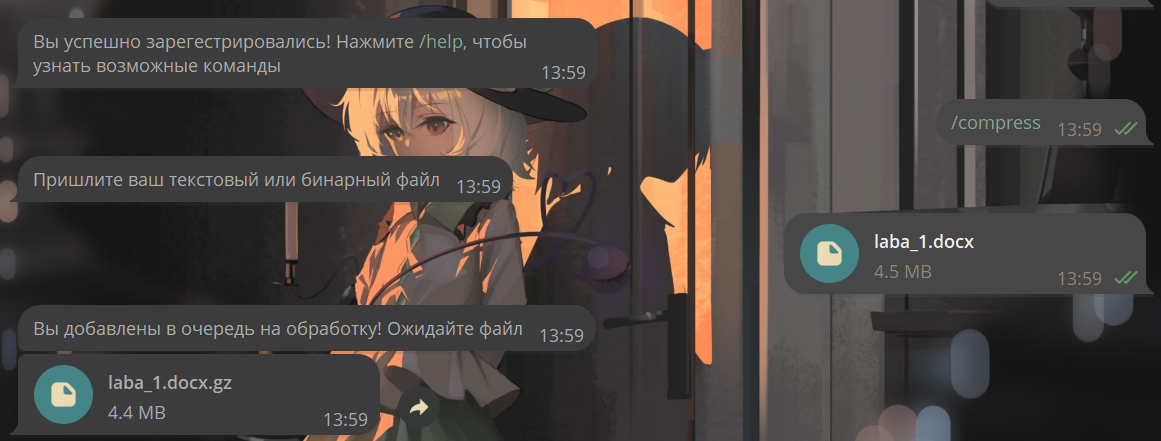 Вы успешно зарегестрировались! Нажмите /help, чтобы
узнать возможные команды
13:59
/compress
13:59
Пришлите ваш текстовый или бинарный файл
13:59
laba_1.docx
4.5 MB
13:59
Вы добавлены в очередь на обработку! Ожидайте файл
13:59
laba_1.docx.gz
4.4 MB
13:59